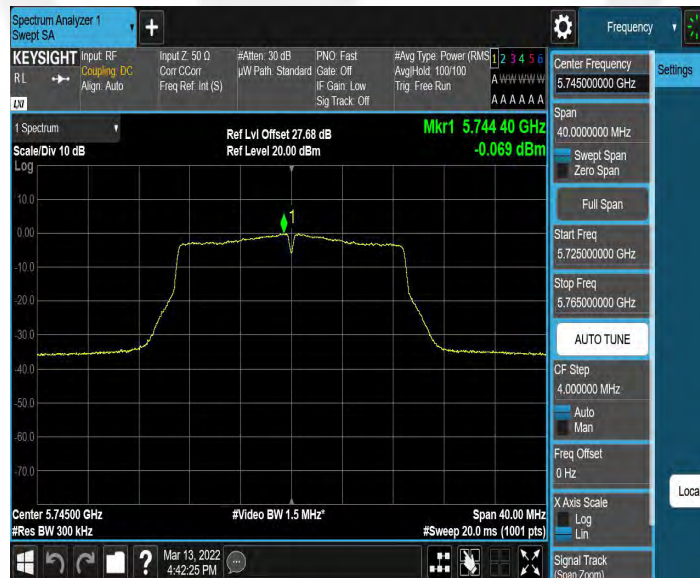 Spectrum Analyzer 1
Swept SA
+
Frequency
KEYSIGHT
RL
LXI
Input: RF
Coupling: DC
Align: Auto
Input Z: 50 Ω
Corr CCorr
Freq Ref: Int (S)
#Atten: 30 dB
µW Path: Standard
PNO: Fast
Gate: Off
IF Gain: Low
Sig Track: Off
#Avg Type: Power (RMS
Avg|Hold: 100/100
Trig: Free Run
1 2 3 4 5 6
A W W W W W
A A A A A A
Center Frequency
5.745000000 GHz
Settings
Span
40.0000000 MHz
Swept Span
Zero Span
Full Span
Start Freq
5.725000000 GHz
Stop Freq
5.765000000 GHz
AUTO TUNE
CF Step
4.000000 MHz
Auto
Man
Freq Offset
0 Hz
X Axis Scale
Log
Lin
Signal Track
(Span Zoom)
Loca
1 Spectrum
Scale/Div 10 dB
Ref Lvl Offset 27.68 dB
Ref Level 20.00 dBm
Mkr1 5.744 40 GHz
-0.069 dBm
Log
10.0
0.00
-10.0
-20.0
-30.0
-40.0
-50.0
-60.0
-70.0
1
Center 5.74500 GHz
#Res BW 300 kHz
#Video BW 1.5 MHz*
Span 40.00 MHz
#Sweep 20.0 ms (1001 pts)
?
Mar 13, 2022
4:42:25 PM